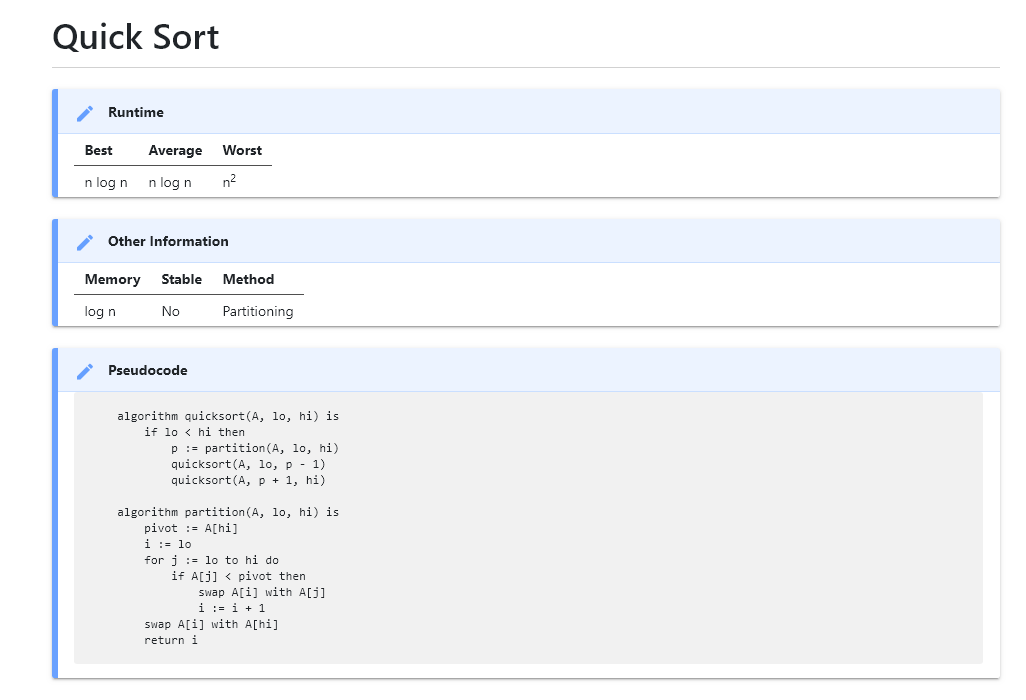 Quick Sort
Runtime
Best Average Worst
n log n n log n n²
Other Information
Memory Stable Method
log n No Partitioning
Pseudocode
algorithm quicksort(A, lo, hi) is
    if lo < hi then
        p := partition(A, lo, hi)
        quicksort(A, lo, p - 1)
        quicksort(A, p + 1, hi)
algorithm partition(A, lo, hi) is
    pivot := A[hi]
    i := lo
    for j := lo to hi do
        if A[j] < pivot then
            swap A[i] with A[j]
            i := i + 1
    swap A[i] with A[hi]
    return i